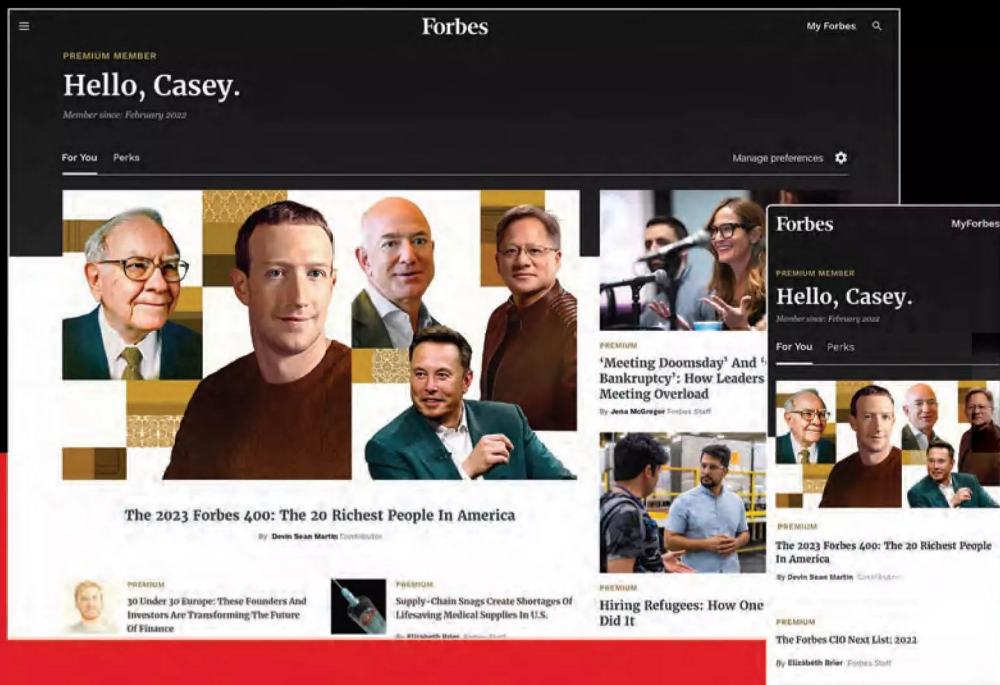 Forbes
My Forbes
PREMIUM MEMBER
Hello, Casey.
Member since: February 2022
For You
Perks
Manage preferences
The 2023 Forbes 400: The 20 Richest People In America
By Devin Sean Martin Contributor
PREMIUM
30 Under 30 Europe: These Founders And
Investors Are Transforming The Future
Of Finance
PREMIUM
Supply-Chain Snags Create Shortages Of
Lifesaving Medical Supplies In U.S.
By Elizabeth Brier Forbes Staff
PREMIUM
‘Meeting Doomsday’ And ‘
Bankruptcy’: How Leaders
Meeting Overload
By Jena McGregor Forbes Staff
PREMIUM
Hiring Refugees: How One
Did It
Forbes
MyForbes
PREMIUM MEMBER
Hello, Casey.
Member since: February 2022
For You
Perks
PREMIUM
The 2023 Forbes 400: The 20 Richest People
In America
By Devin Sean Martin Contributor
PREMIUM
The Forbes CIO Next List: 2022
By Elizabeth Brier Forbes Staff